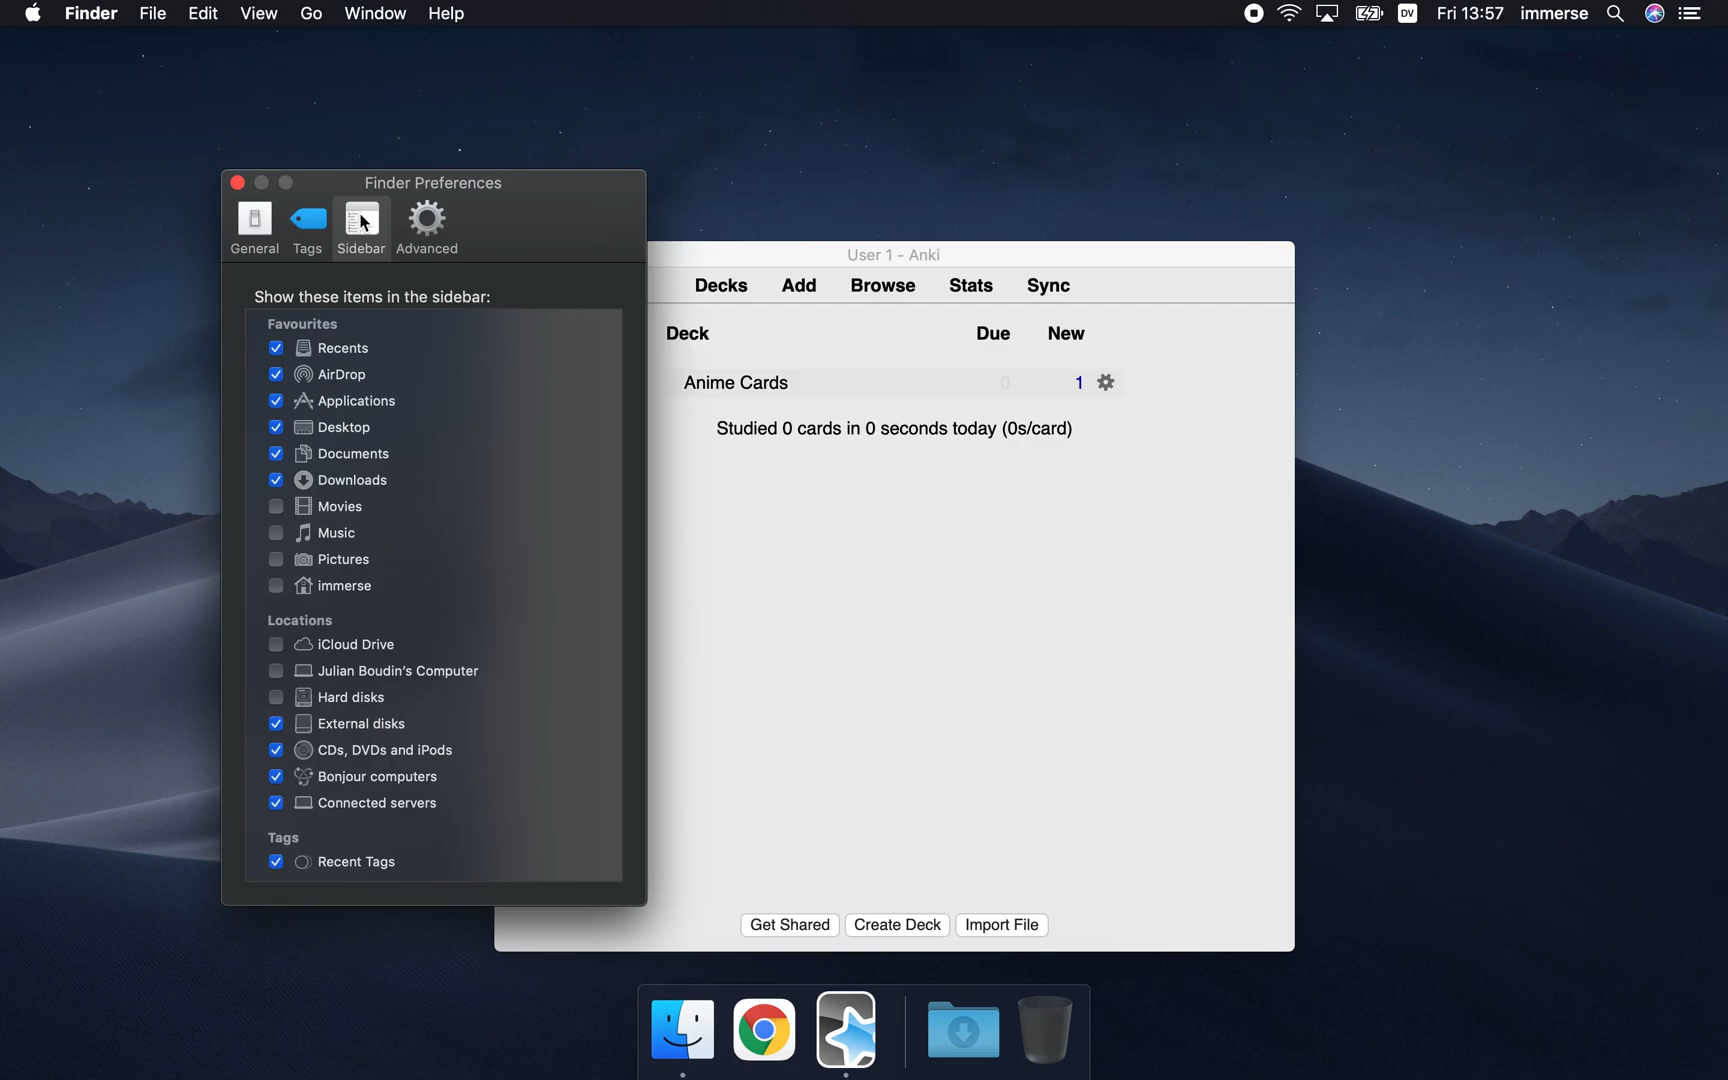 Finder File Edit View Go Window Help
DV Fri 13:57 immerse
Finder Preferences
General Tags Sidebar Advanced
Show these items in the sidebar:
Favourites
Recents
AirDrop
Applications
Desktop
Documents
Downloads
Movies
Music
Pictures
immerse
Locations
iCloud Drive
Julian Boudin's Computer
Hard disks
External disks
CDs, DVDs and iPods
Bonjour computers
Connected servers
Tags
Recent Tags
User 1 - Anki
Decks Add Browse Stats Sync
Deck Due New
Anime Cards 0 1
Studied 0 cards in 0 seconds today (0s/card)
Get Shared Create Deck Import File